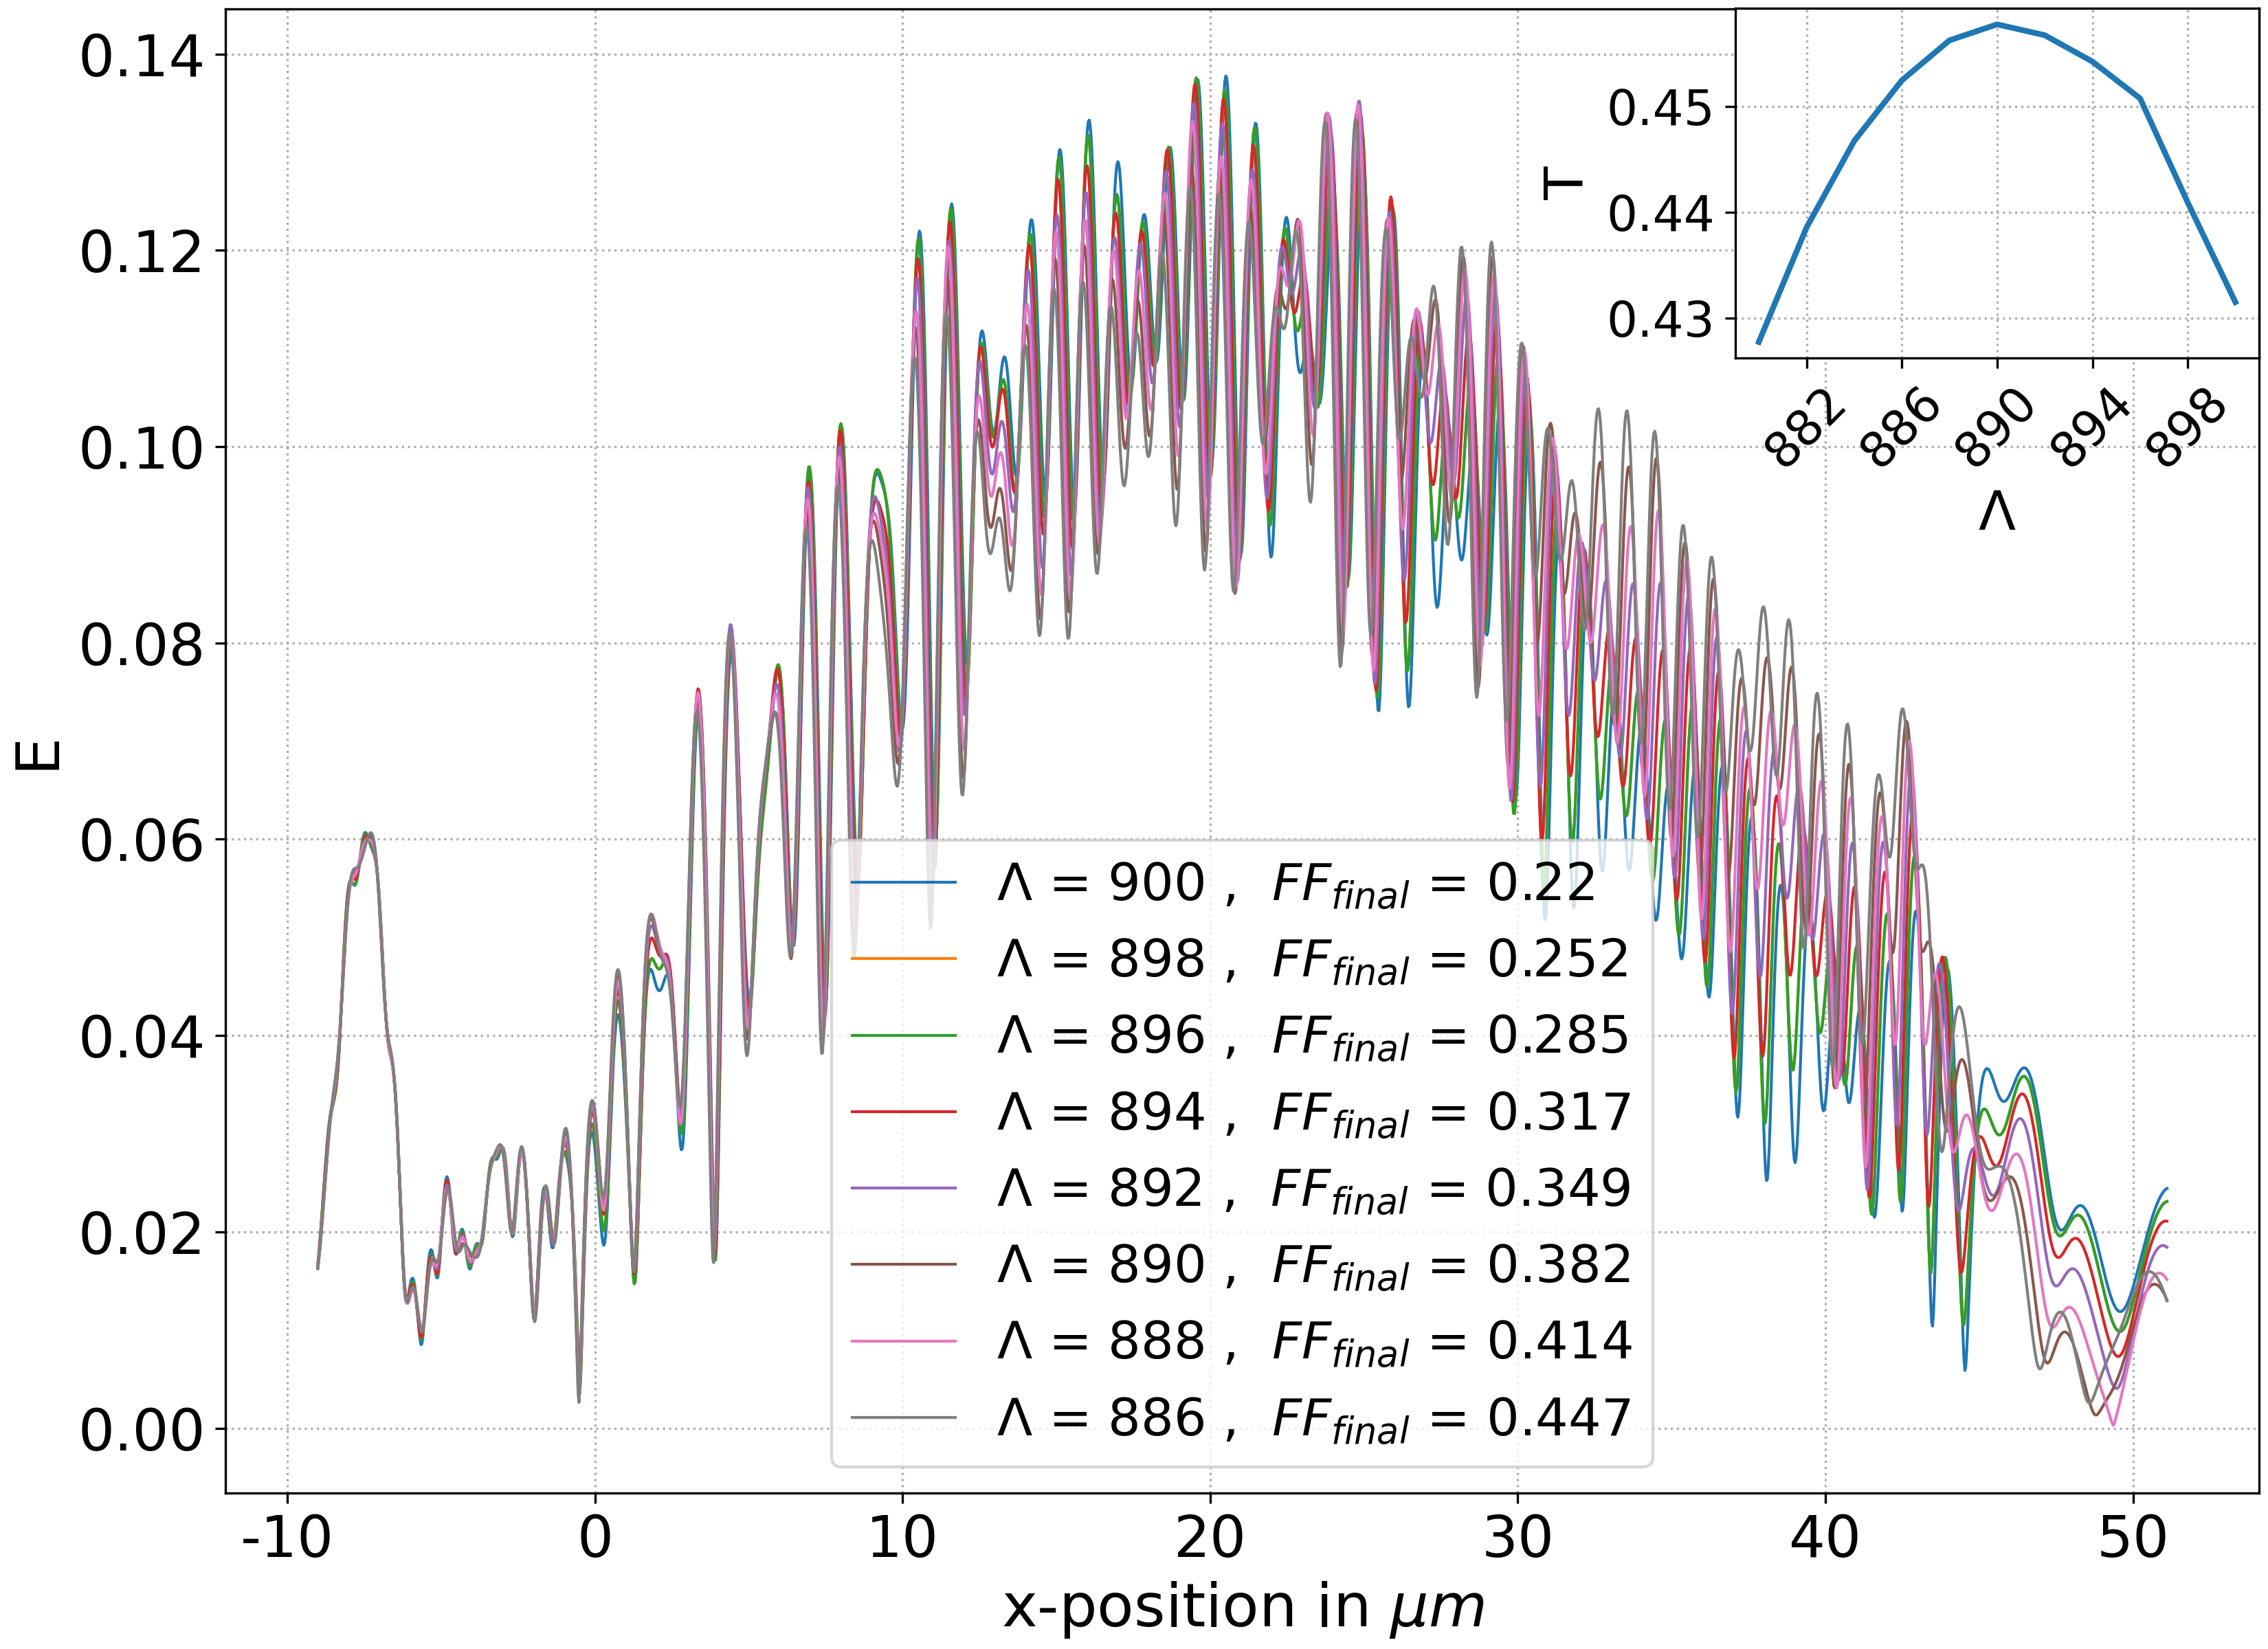 0.14
0.12
0.10
0.08
0.06
0.04
0.02
0.00
E
-10 0 10 20 30 40 50
x-position in μm
Λ = 900 , FF_final = 0.22
Λ = 898 , FF_final = 0.252
Λ = 896 , FF_final = 0.285
Λ = 894 , FF_final = 0.317
Λ = 892 , FF_final = 0.349
Λ = 890 , FF_final = 0.382
Λ = 888 , FF_final = 0.414
Λ = 886 , FF_final = 0.447
0.45
0.44
0.43
T
882 886 890 894 898
Λ